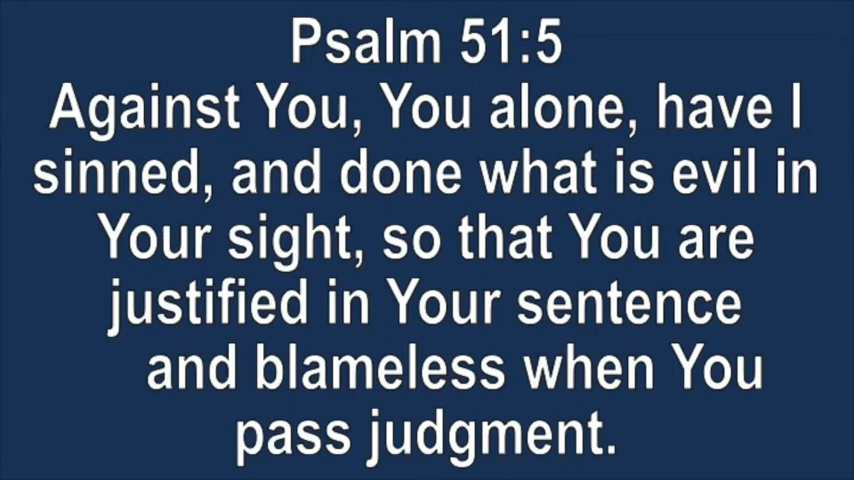 Psalm 51:5
Against You, You alone, have I
sinned, and done what is evil in
Your sight, so that You are
justified in Your sentence
and blameless when You
pass judgment.